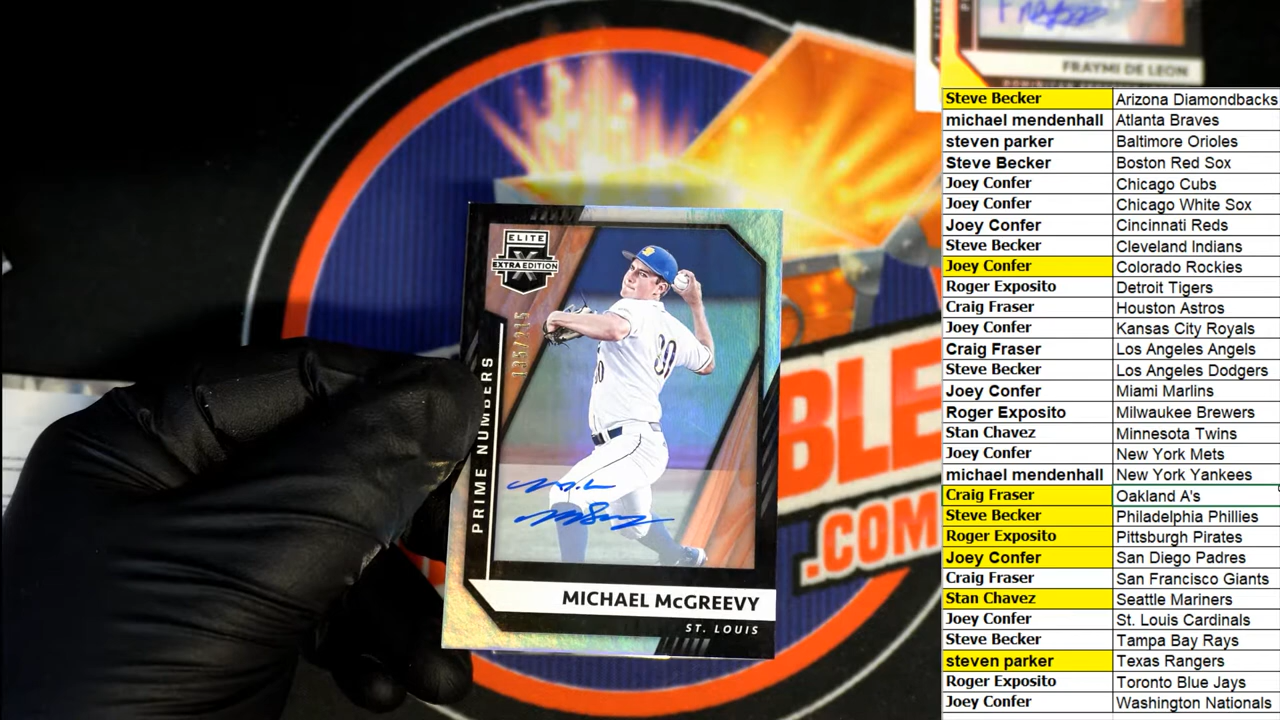 FRAYMI DE LEON
Steve Becker Arizona Diamondbacks
michael mendenhall Atlanta Braves
steven parker Baltimore Orioles
Steve Becker Boston Red Sox
Joey Confer Chicago Cubs
Joey Confer Chicago White Sox
Joey Confer Cincinnati Reds
Steve Becker Cleveland Indians
Joey Confer Colorado Rockies
Roger Exposito Detroit Tigers
Craig Fraser Houston Astros
Joey Confer Kansas City Royals
Craig Fraser Los Angeles Angels
Steve Becker Los Angeles Dodgers
Joey Confer Miami Marlins
Roger Exposito Milwaukee Brewers
Stan Chavez Minnesota Twins
Joey Confer New York Mets
michael mendenhall New York Yankees
Craig Fraser Oakland A's
Steve Becker Philadelphia Phillies
Roger Exposito Pittsburgh Pirates
Joey Confer San Diego Padres
Craig Fraser San Francisco Giants
Stan Chavez Seattle Mariners
Joey Confer St. Louis Cardinals
Steve Becker Tampa Bay Rays
steven parker Texas Rangers
Roger Exposito Toronto Blue Jays
Joey Confer Washington Nationals
ELITE
X
EXTRA EDITION
PRIME NUMBERS
MICHAEL McGREEVY
ST. LOUIS
BLE
.COM